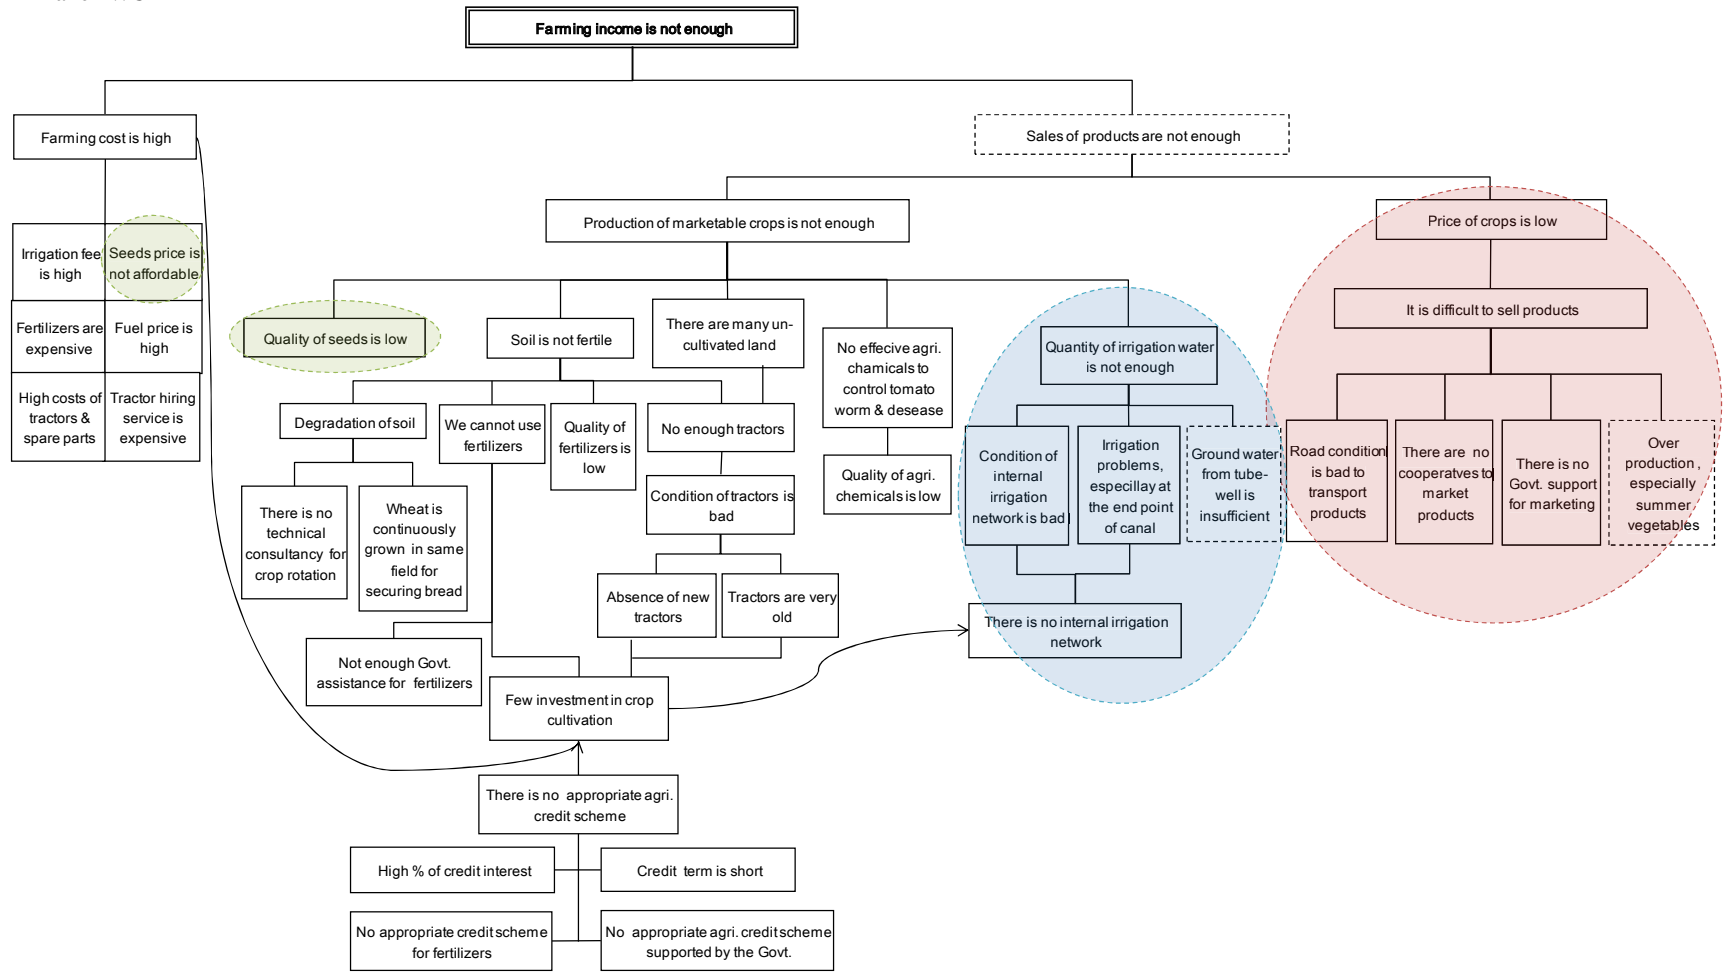 Farming income is not enough
Farming cost is high
Sales of products are not enough
Production of marketable crops is not enough
Price of crops is low
Irrigation fee
is high
Seeds price is
not affordable
Fertilizers are
expensive
Fuel price is
high
High costs of
tractors &
spare parts
Tractor hiring
service is
expensive
Quality of seeds is low
Soil is not fertile
There are many un-
cultivated land
No effecive agri.
chamicals to
control tomato
worm & desease
Quantity of irrigation water
is not enough
It is difficult to sell products
Degradation of soil
We cannot use
fertilizers
Quality of
fertilizers is
low
No enough tractors
Quality of agri.
chemicals is low
Condition of
internal
irrigation
network is bad
Irrigation
problems,
especillay at
the end point
of canal
Ground water
from tube-
well is
insufficient
Road condition
is bad to
transport
products
There are no
cooperatves to
market
products
There is no
Govt. support
for marketing
Over
production ,
especially
summer
vegetables
There is no
technical
consultancy for
crop rotation
Wheat is
continuously
grown in same
field for
securing bread
Condition of tractors is
bad
Absence of new
tractors
Tractors are very
old
There is no internal irrigation
network
Not enough Govt.
assistance for fertilizers
Few investment in crop
cultivation
There is no appropriate agri.
credit scheme
High % of credit interest
Credit term is short
No appropriate credit scheme
for fertilizers
No appropriate agri. credit scheme
supported by the Govt.